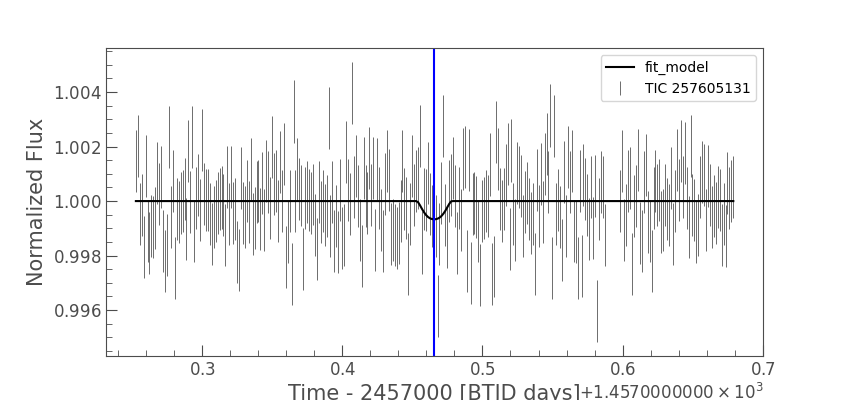 fit_model
TIC 257605131
Normalized Flux
1.004
1.002
1.000
0.998
0.996
0.3
0.4
0.5
0.6
0.7
Time - 2457000 [BTJD days]
+1.4570000000 × 10³